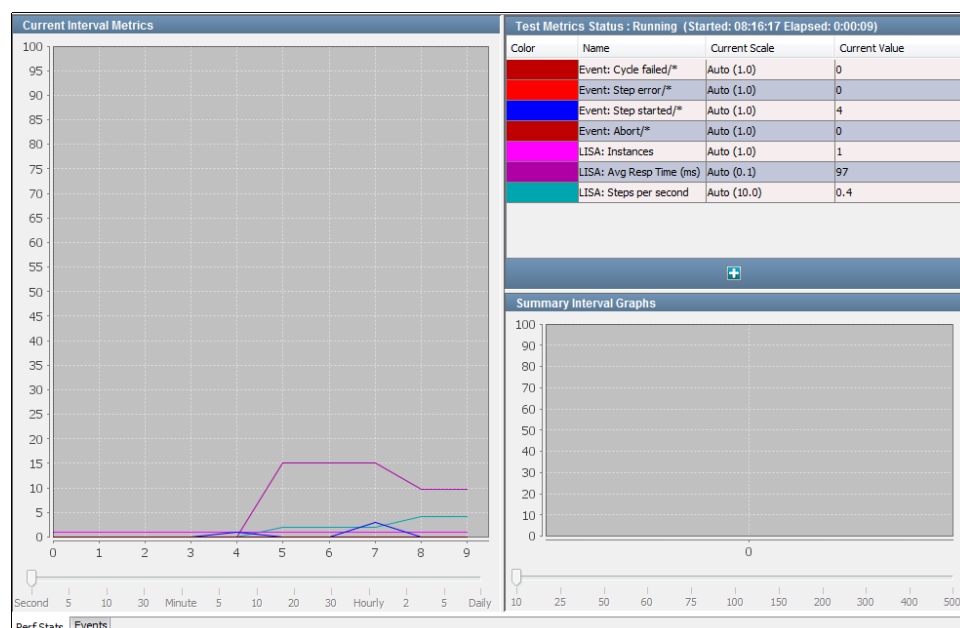 Current Interval Metrics
100
95
90
85
80
75
70
65
60
55
50
45
40
35
30
25
20
15
10
5
0
0 1 2 3 4 5 6 7 8 9
Second 5 10 30 Minute 5 10 20 30 Hourly 2 5 Daily
Perf Stats Events
Test Metrics Status : Running (Started: 08:16:17 Elapsed: 0:00:09)
Color Name Current Scale Current Value
Event: Cycle failed/* Auto (1.0) 0
Event: Step error/* Auto (1.0) 0
Event: Step started/* Auto (1.0) 4
Event: Abort/* Auto (1.0) 0
LISA: Instances Auto (1.0) 1
LISA: Avg Resp Time (ms) Auto (0.1) 97
LISA: Steps per second Auto (10.0) 0.4
Summary Interval Graphs
100
90
80
70
60
50
40
30
20
10
0
0
10 25 50 60 75 100 150 200 300 400 500